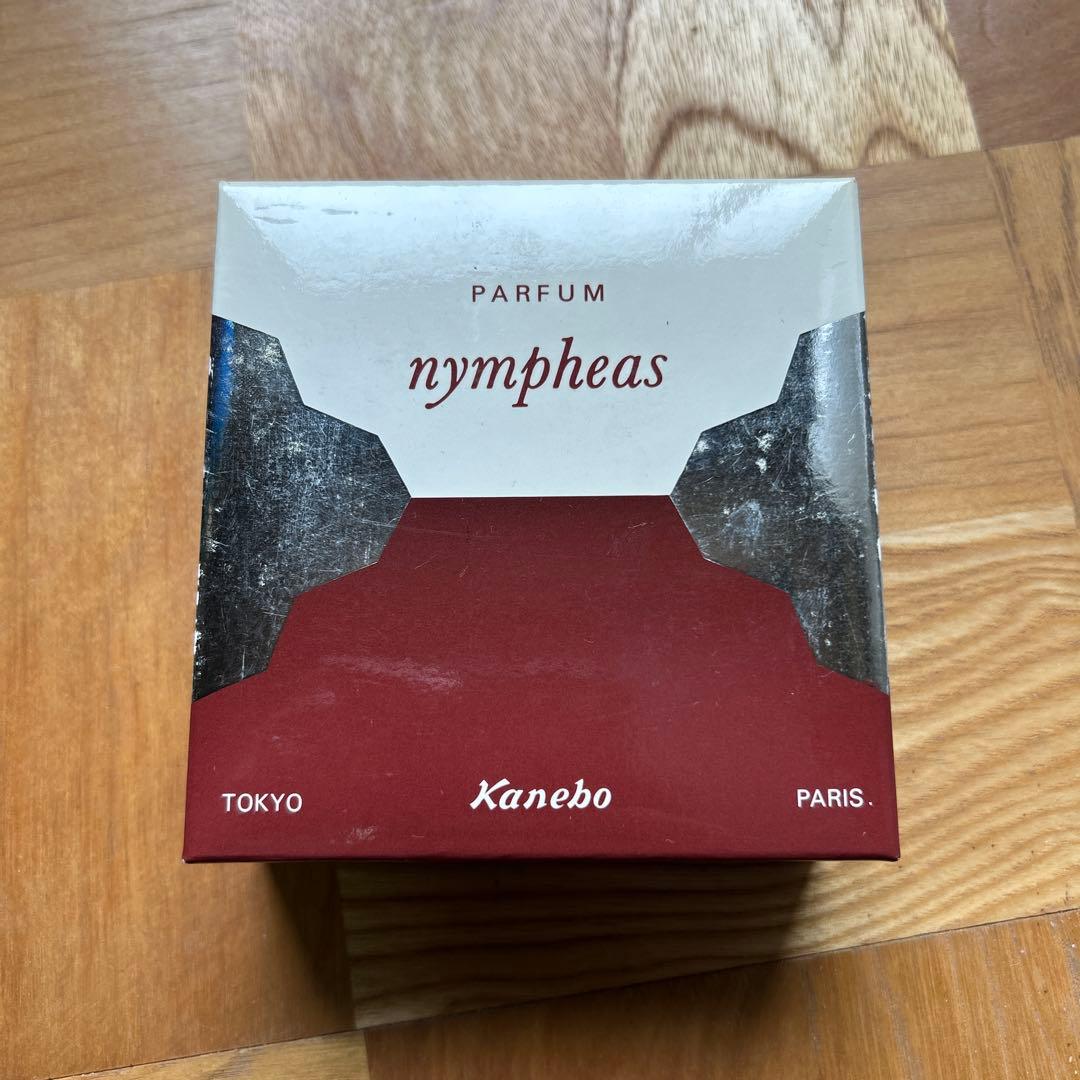 PARFUM
nympheas
TOKYO
Kanebo
PARIS.